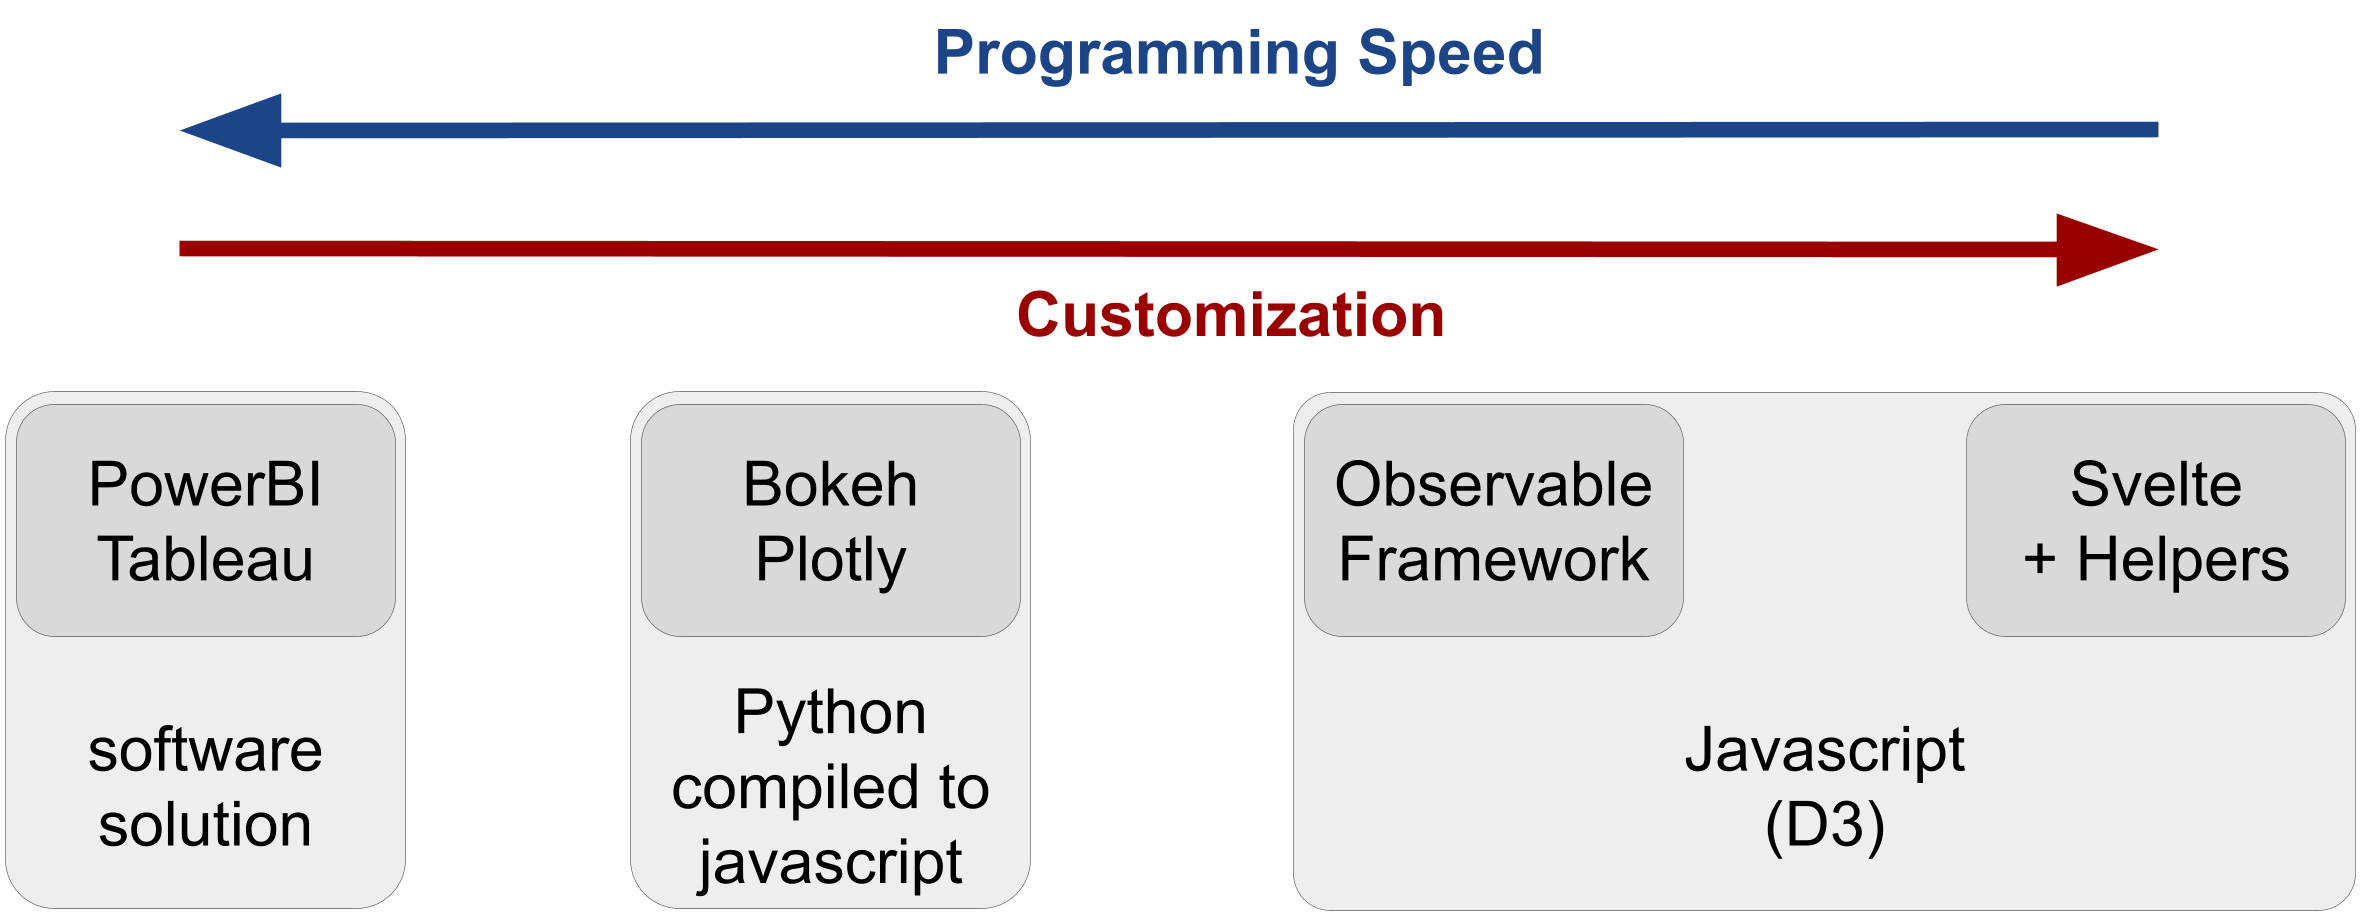 Programming Speed
Customization
PowerBI
Tableau
software
solution
Bokeh
Plotly
Python
compiled to
javascript
Observable
Framework
Svelte
+ Helpers
Javascript
(D3)